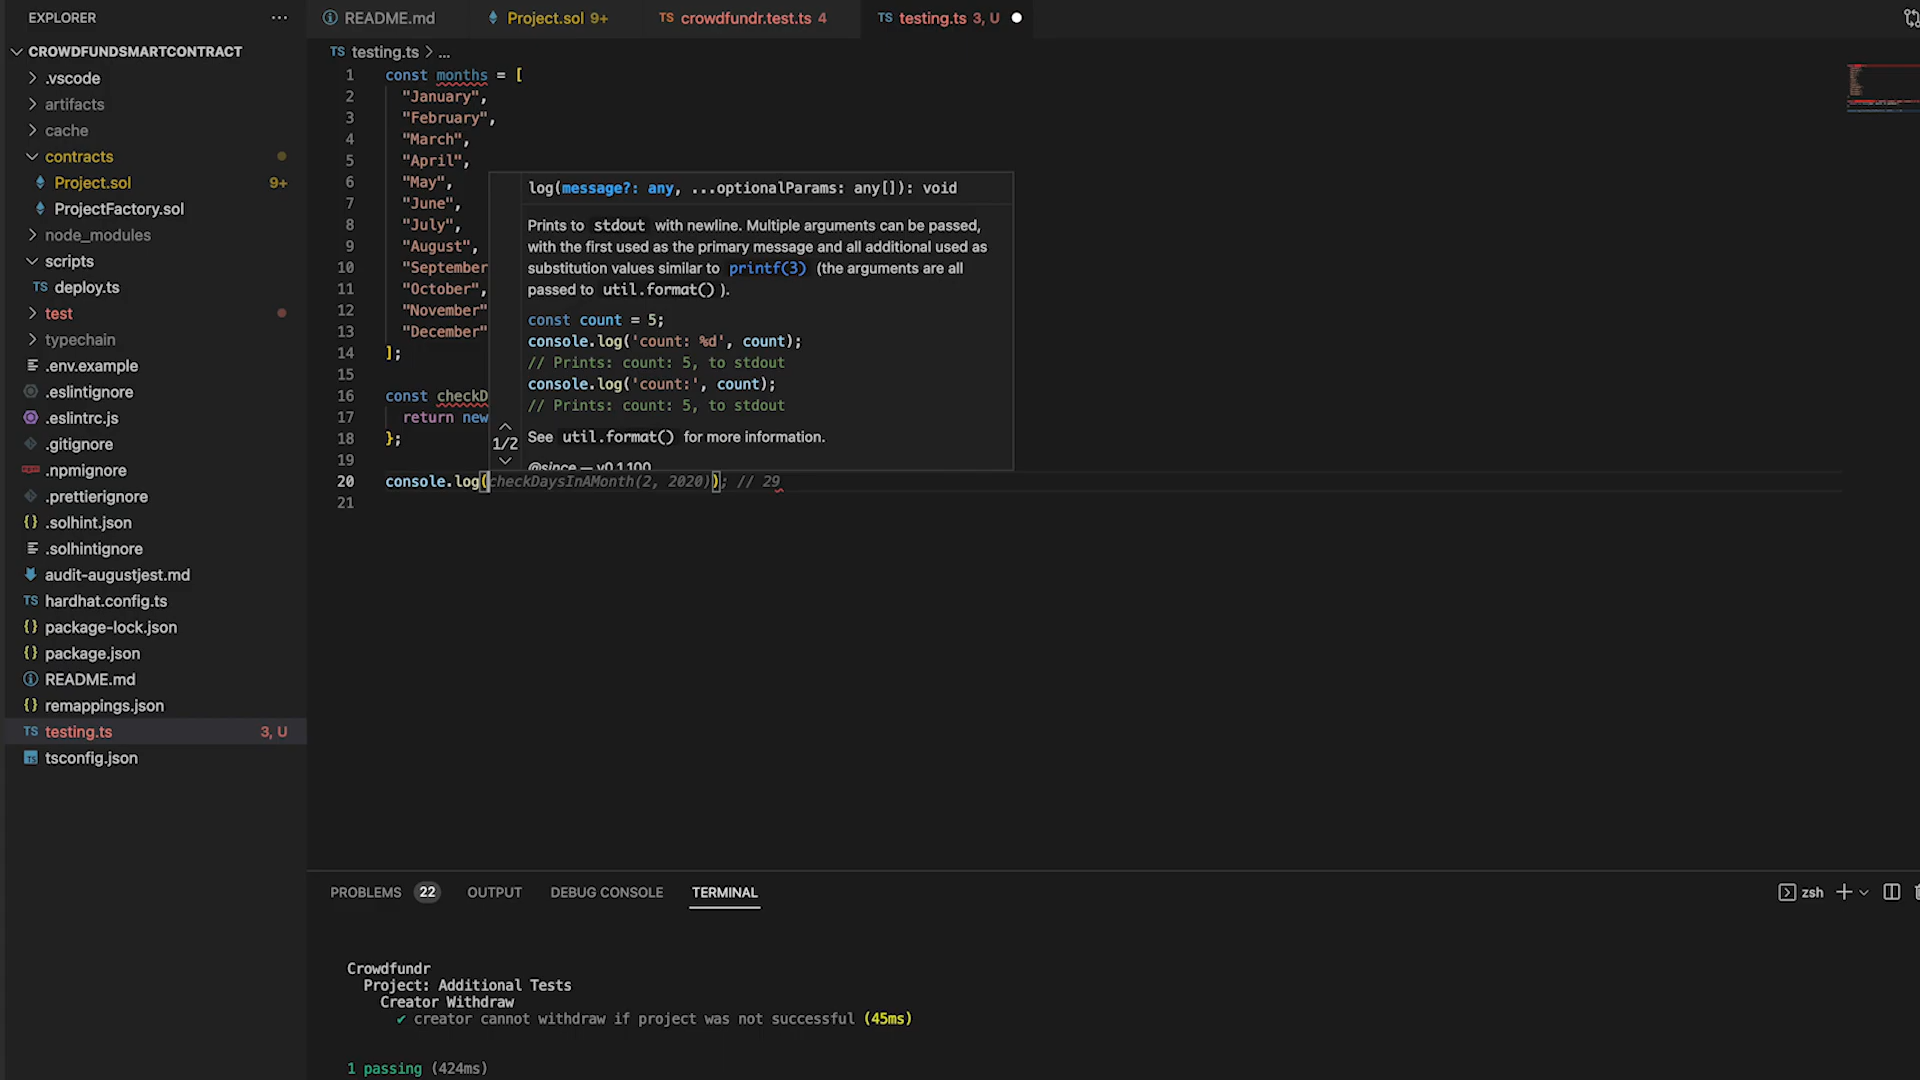 EXPLORER
CROWDFUNDSMARTCONTRACT
.vscode
artifacts
cache
contracts
Project.sol 9+
ProjectFactory.sol
node_modules
scripts
TS deploy.ts
test
typechain
.env.example
.eslintignore
.eslintrc.js
.gitignore
.npmignore
.prettierignore
{} .solhint.json
.solhintignore
audit-augustjest.md
TS hardhat.config.ts
{} package-lock.json
{} package.json
README.md
{} remappings.json
TS testing.ts 3, U
TS tsconfig.json
README.md
Project.sol 9+
TS crowdfundr.test.ts 4
TS testing.ts 3, U
TS testing.ts > ...
1 const months = [
2 "January",
3 "February",
4 "March",
5 "April",
6 "May",
7 "June",
8 "July",
9 "August",
10 "September
11 "October",
12 "November"
13 "December"
14 ];
15
16 const checkD
17 return new
18 };
19
20 console.log(checkDaysInAMonth(2, 2020)); // 29
21
log(message?: any, ...optionalParams: any[]): void
Prints to stdout with newline. Multiple arguments can be passed,
with the first used as the primary message and all additional used as
substitution values similar to printf(3) (the arguments are all
passed to util.format() ).
const count = 5;
console.log('count: %d', count);
// Prints: count: 5, to stdout
console.log('count:', count);
// Prints: count: 5, to stdout
1/2
See util.format() for more information.
@since — v0.1.100
PROBLEMS 22
OUTPUT
DEBUG CONSOLE
TERMINAL
zsh
Crowdfundr
Project: Additional Tests
Creator Withdraw
✔ creator cannot withdraw if project was not successful (45ms)
1 passing (424ms)